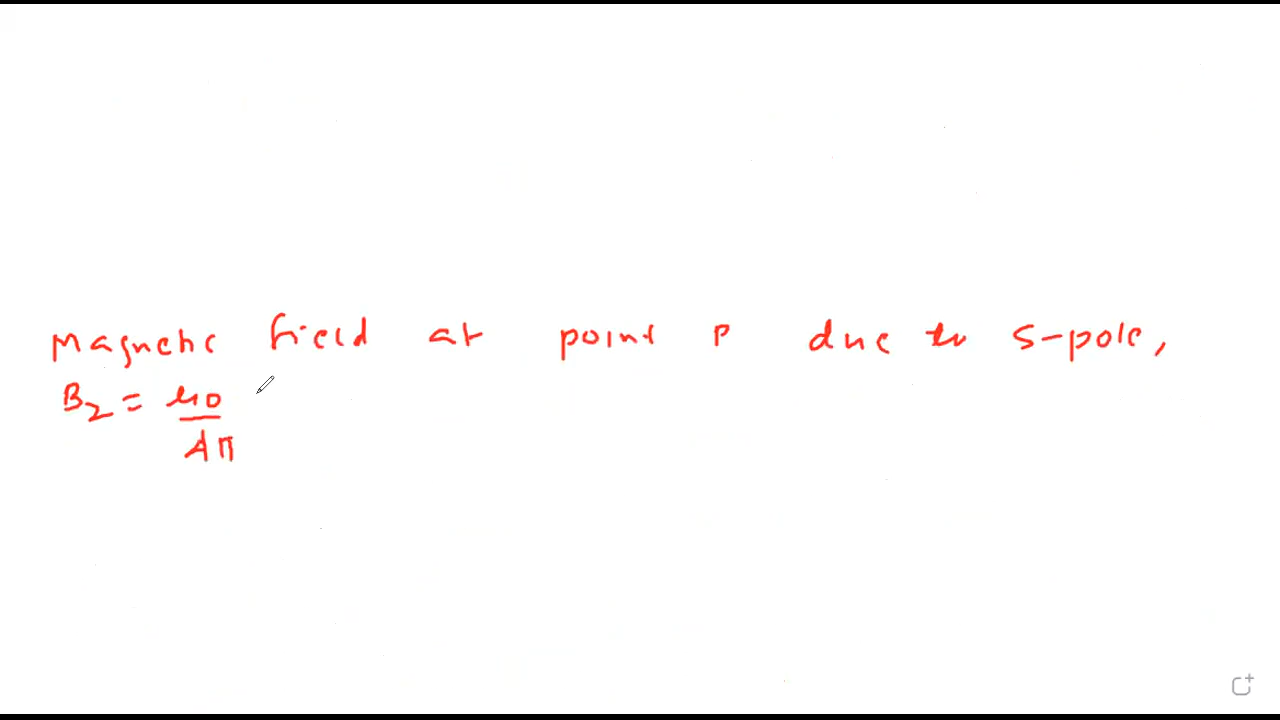 Magnetic field at point P due to S-pole,
B₂ = μ₀/4π